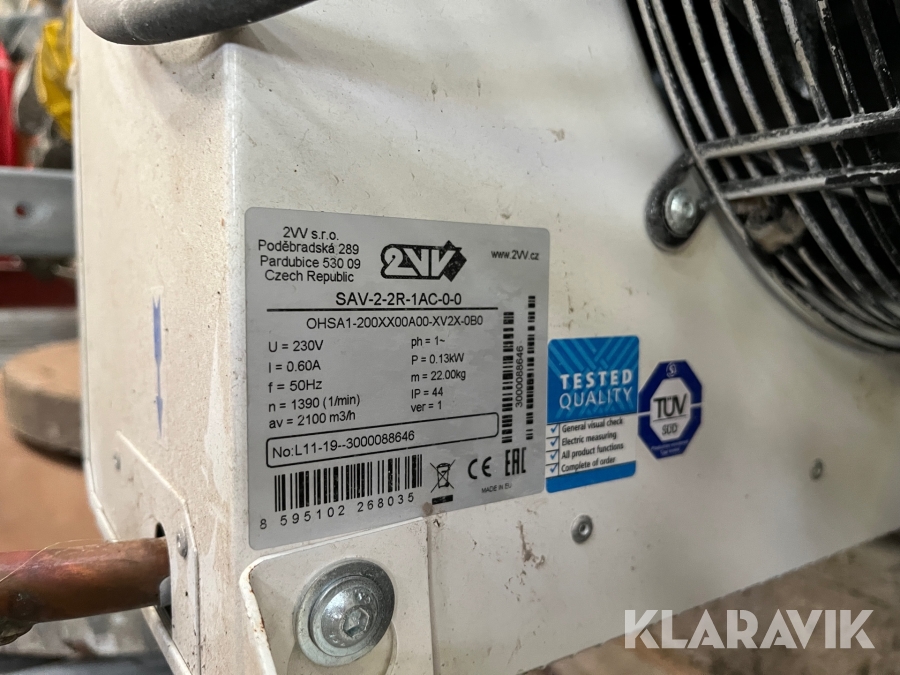 2VV s.r.o.
Poděbradská 289
Pardubice 530 09
Czech Republic
2VV
www.2VV.cz
SAV-2-2R-1AC-0-0
OHSA1-200XX00A00-XV2X-0B0
U = 230V
ph = 1~
I = 0.60A
P = 0.13kW
f = 50Hz
m = 22.00kg
n = 1390 (1/min)
IP = 44
av = 2100 m3/h
ver = 1
3000088646
No:L11-19--3000088646
8 595102 268035
CE
EAC
MADE IN EU
TESTED
QUALITY
General visual check
Electric measuring
All product functions
Complete of order
TÜV
SÜD
KLARAVIK